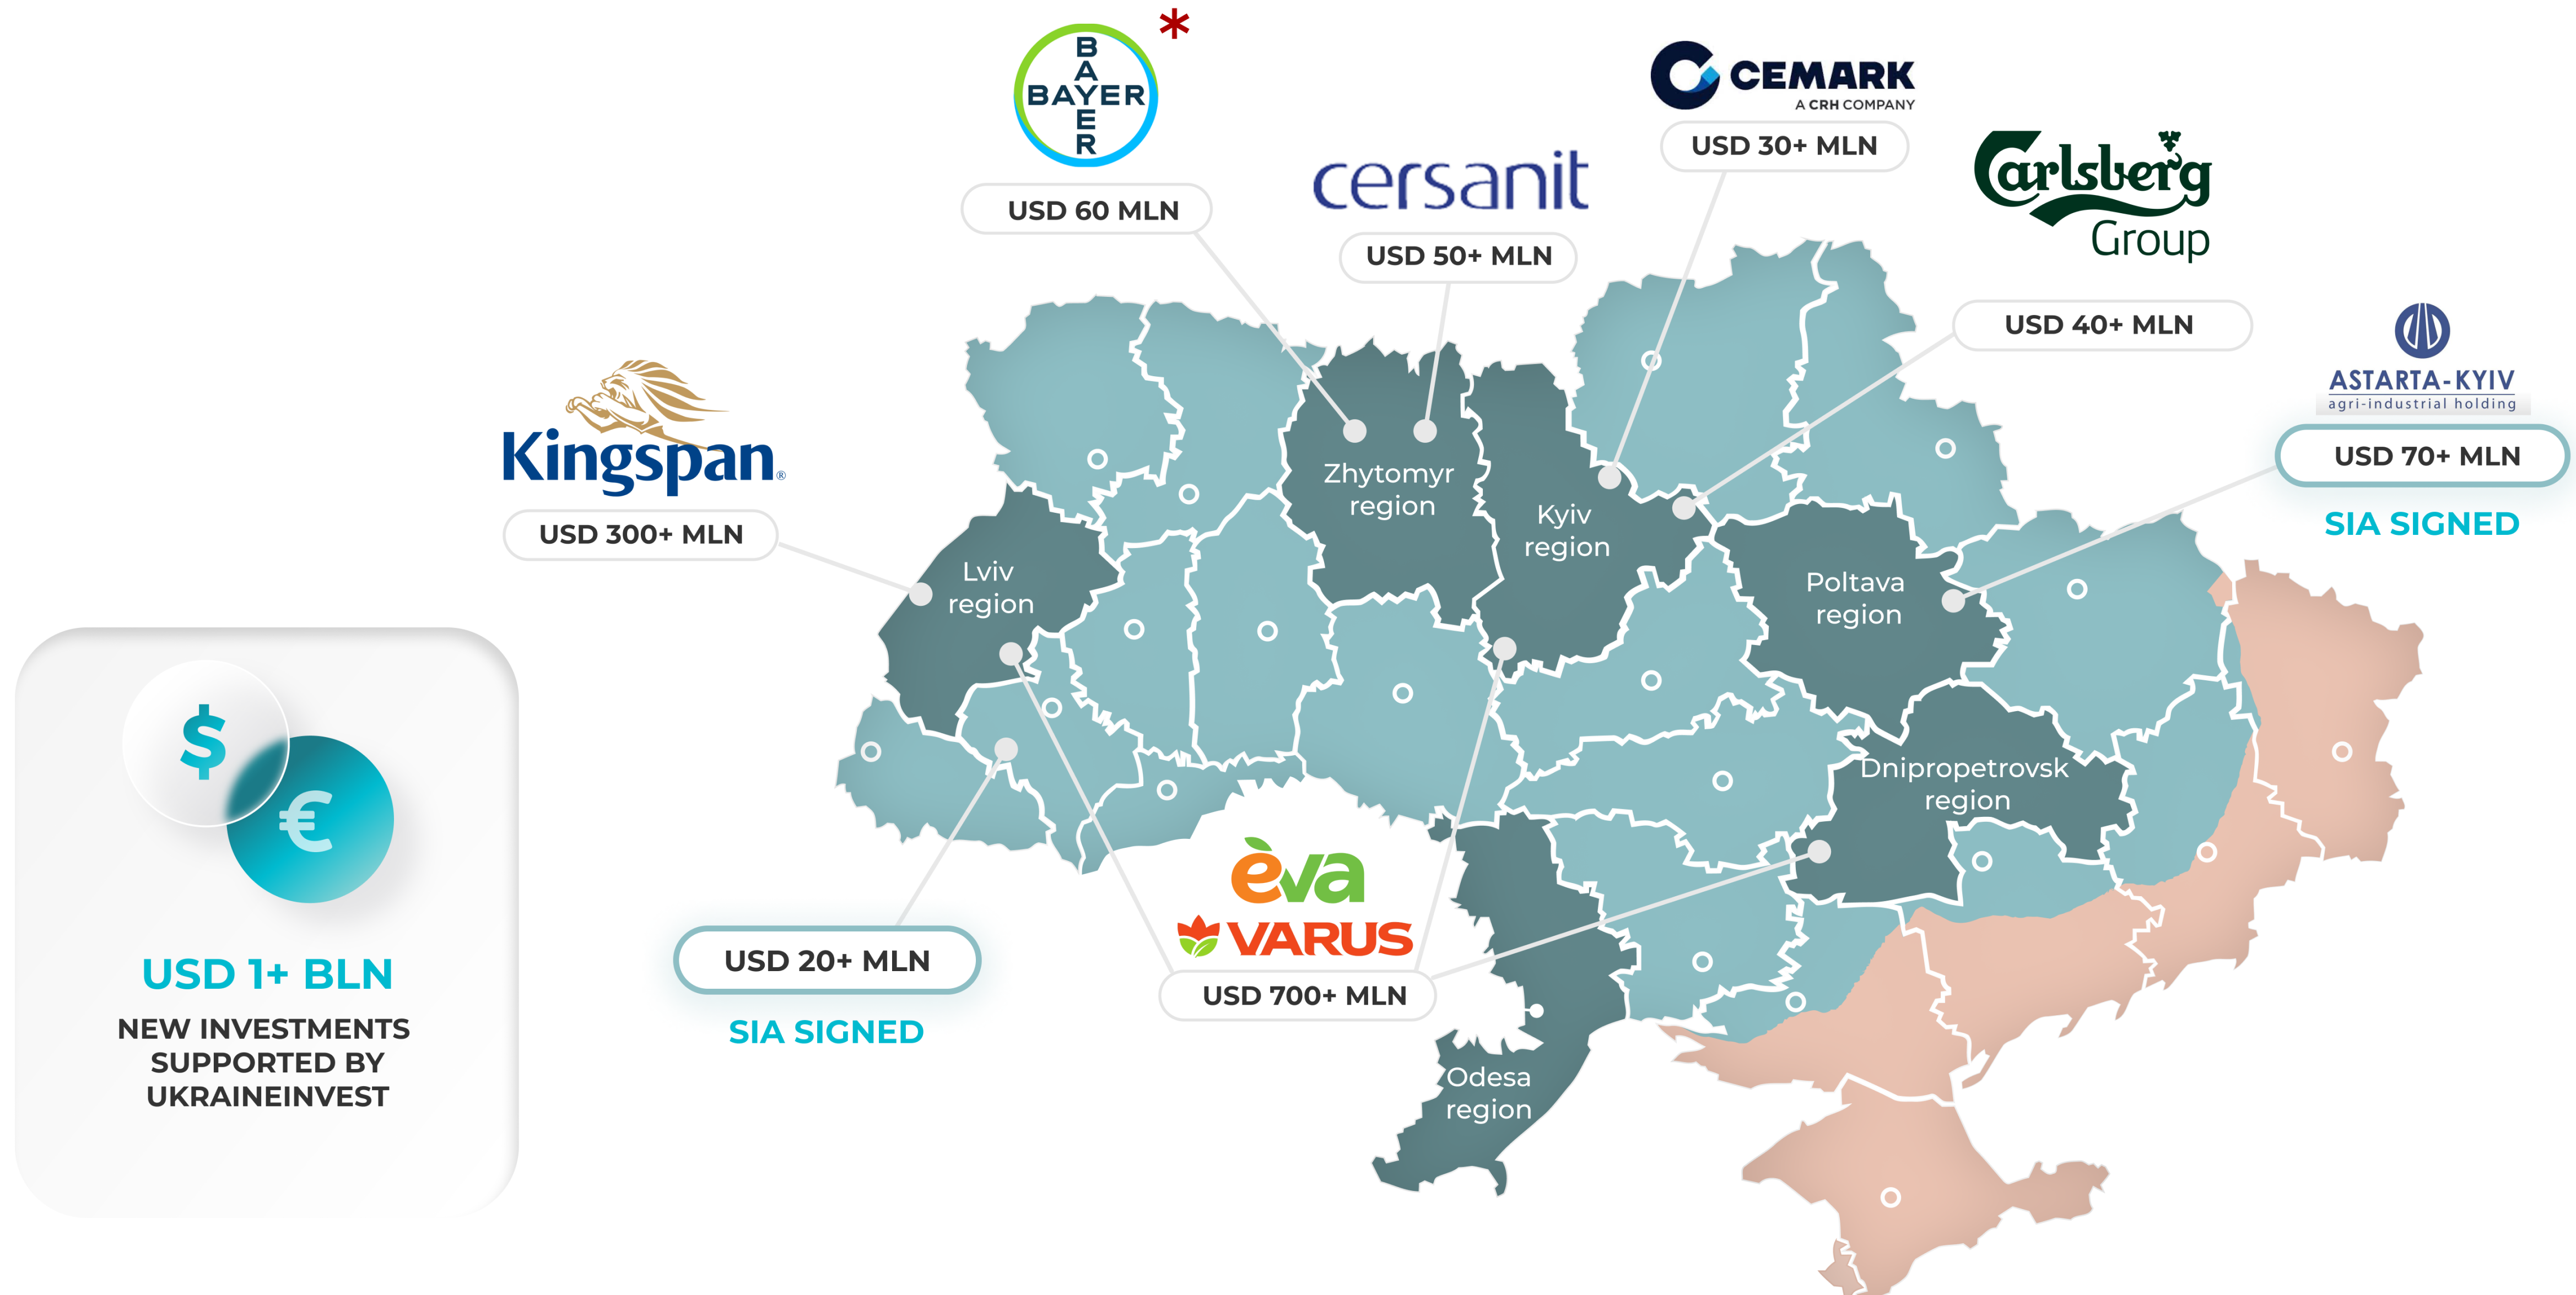 BAYER
BAYER
*
USD 60 MLN
cersanit
USD 50+ MLN
CEMARK
A CRH COMPANY
USD 30+ MLN
Carlsberg
Group
USD 40+ MLN
ASTARTA-KYIV
agri-industrial holding
USD 70+ MLN
SIA SIGNED
Kingspan®
USD 300+ MLN
Zhytomyr
region
Kyiv
region
Lviv
region
Poltava
region
Dnipropetrovsk
region
Odesa
region
èva
VARUS
USD 700+ MLN
USD 20+ MLN
SIA SIGNED
$
€
USD 1+ BLN
NEW INVESTMENTS
SUPPORTED BY
UKRAINEINVEST